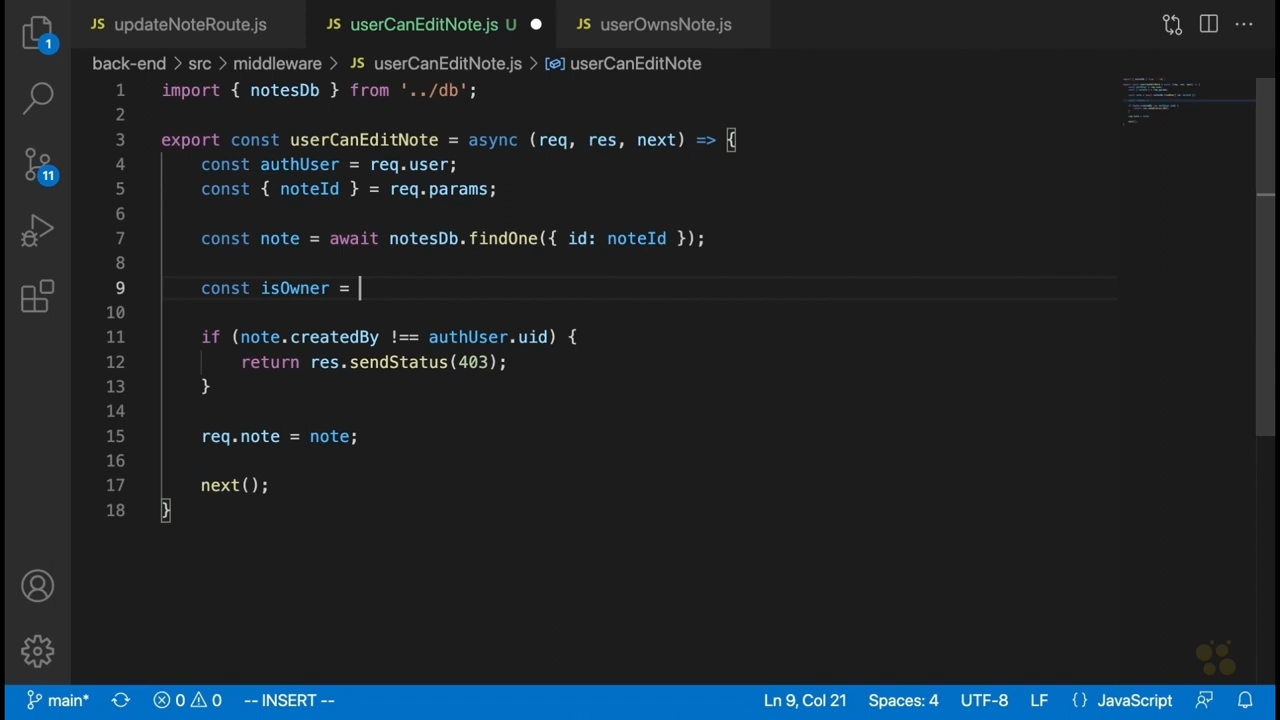 JS updateNoteRoute.js
JS userCanEditNote.js U
JS userOwnsNote.js
back-end > src > middleware > JS userCanEditNote.js > userCanEditNote
1 import { notesDb } from '../db';
2
3 export const userCanEditNote = async (req, res, next) => {
4 const authUser = req.user;
5 const { noteId } = req.params;
6
7 const note = await notesDb.findOne({ id: noteId });
8
9 const isOwner =
10
11 if (note.createdBy !== authUser.uid) {
12 return res.sendStatus(403);
13 }
14
15 req.note = note;
16
17 next();
18 }
1
11
main* 0 0 -- INSERT -- Ln 9, Col 21 Spaces: 4 UTF-8 LF {} JavaScript